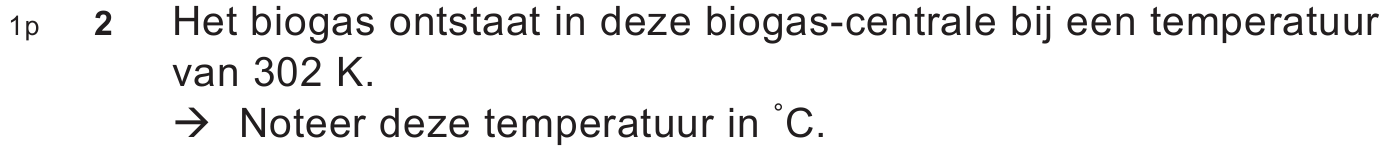 1p 2 Het biogas ontstaat in deze biogas-centrale bij een temperatuur
van 302 K.
→ Noteer deze temperatuur in °C.